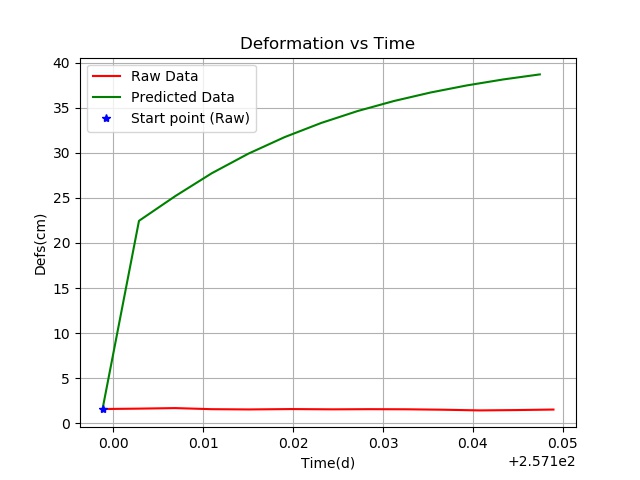 Deformation vs Time
Raw Data
Predicted Data
Start point (Raw)
Defs(cm)
40
35
30
25
20
15
10
5
0
0.00 0.01 0.02 0.03 0.04 0.05
Time(d)
+2.571e2